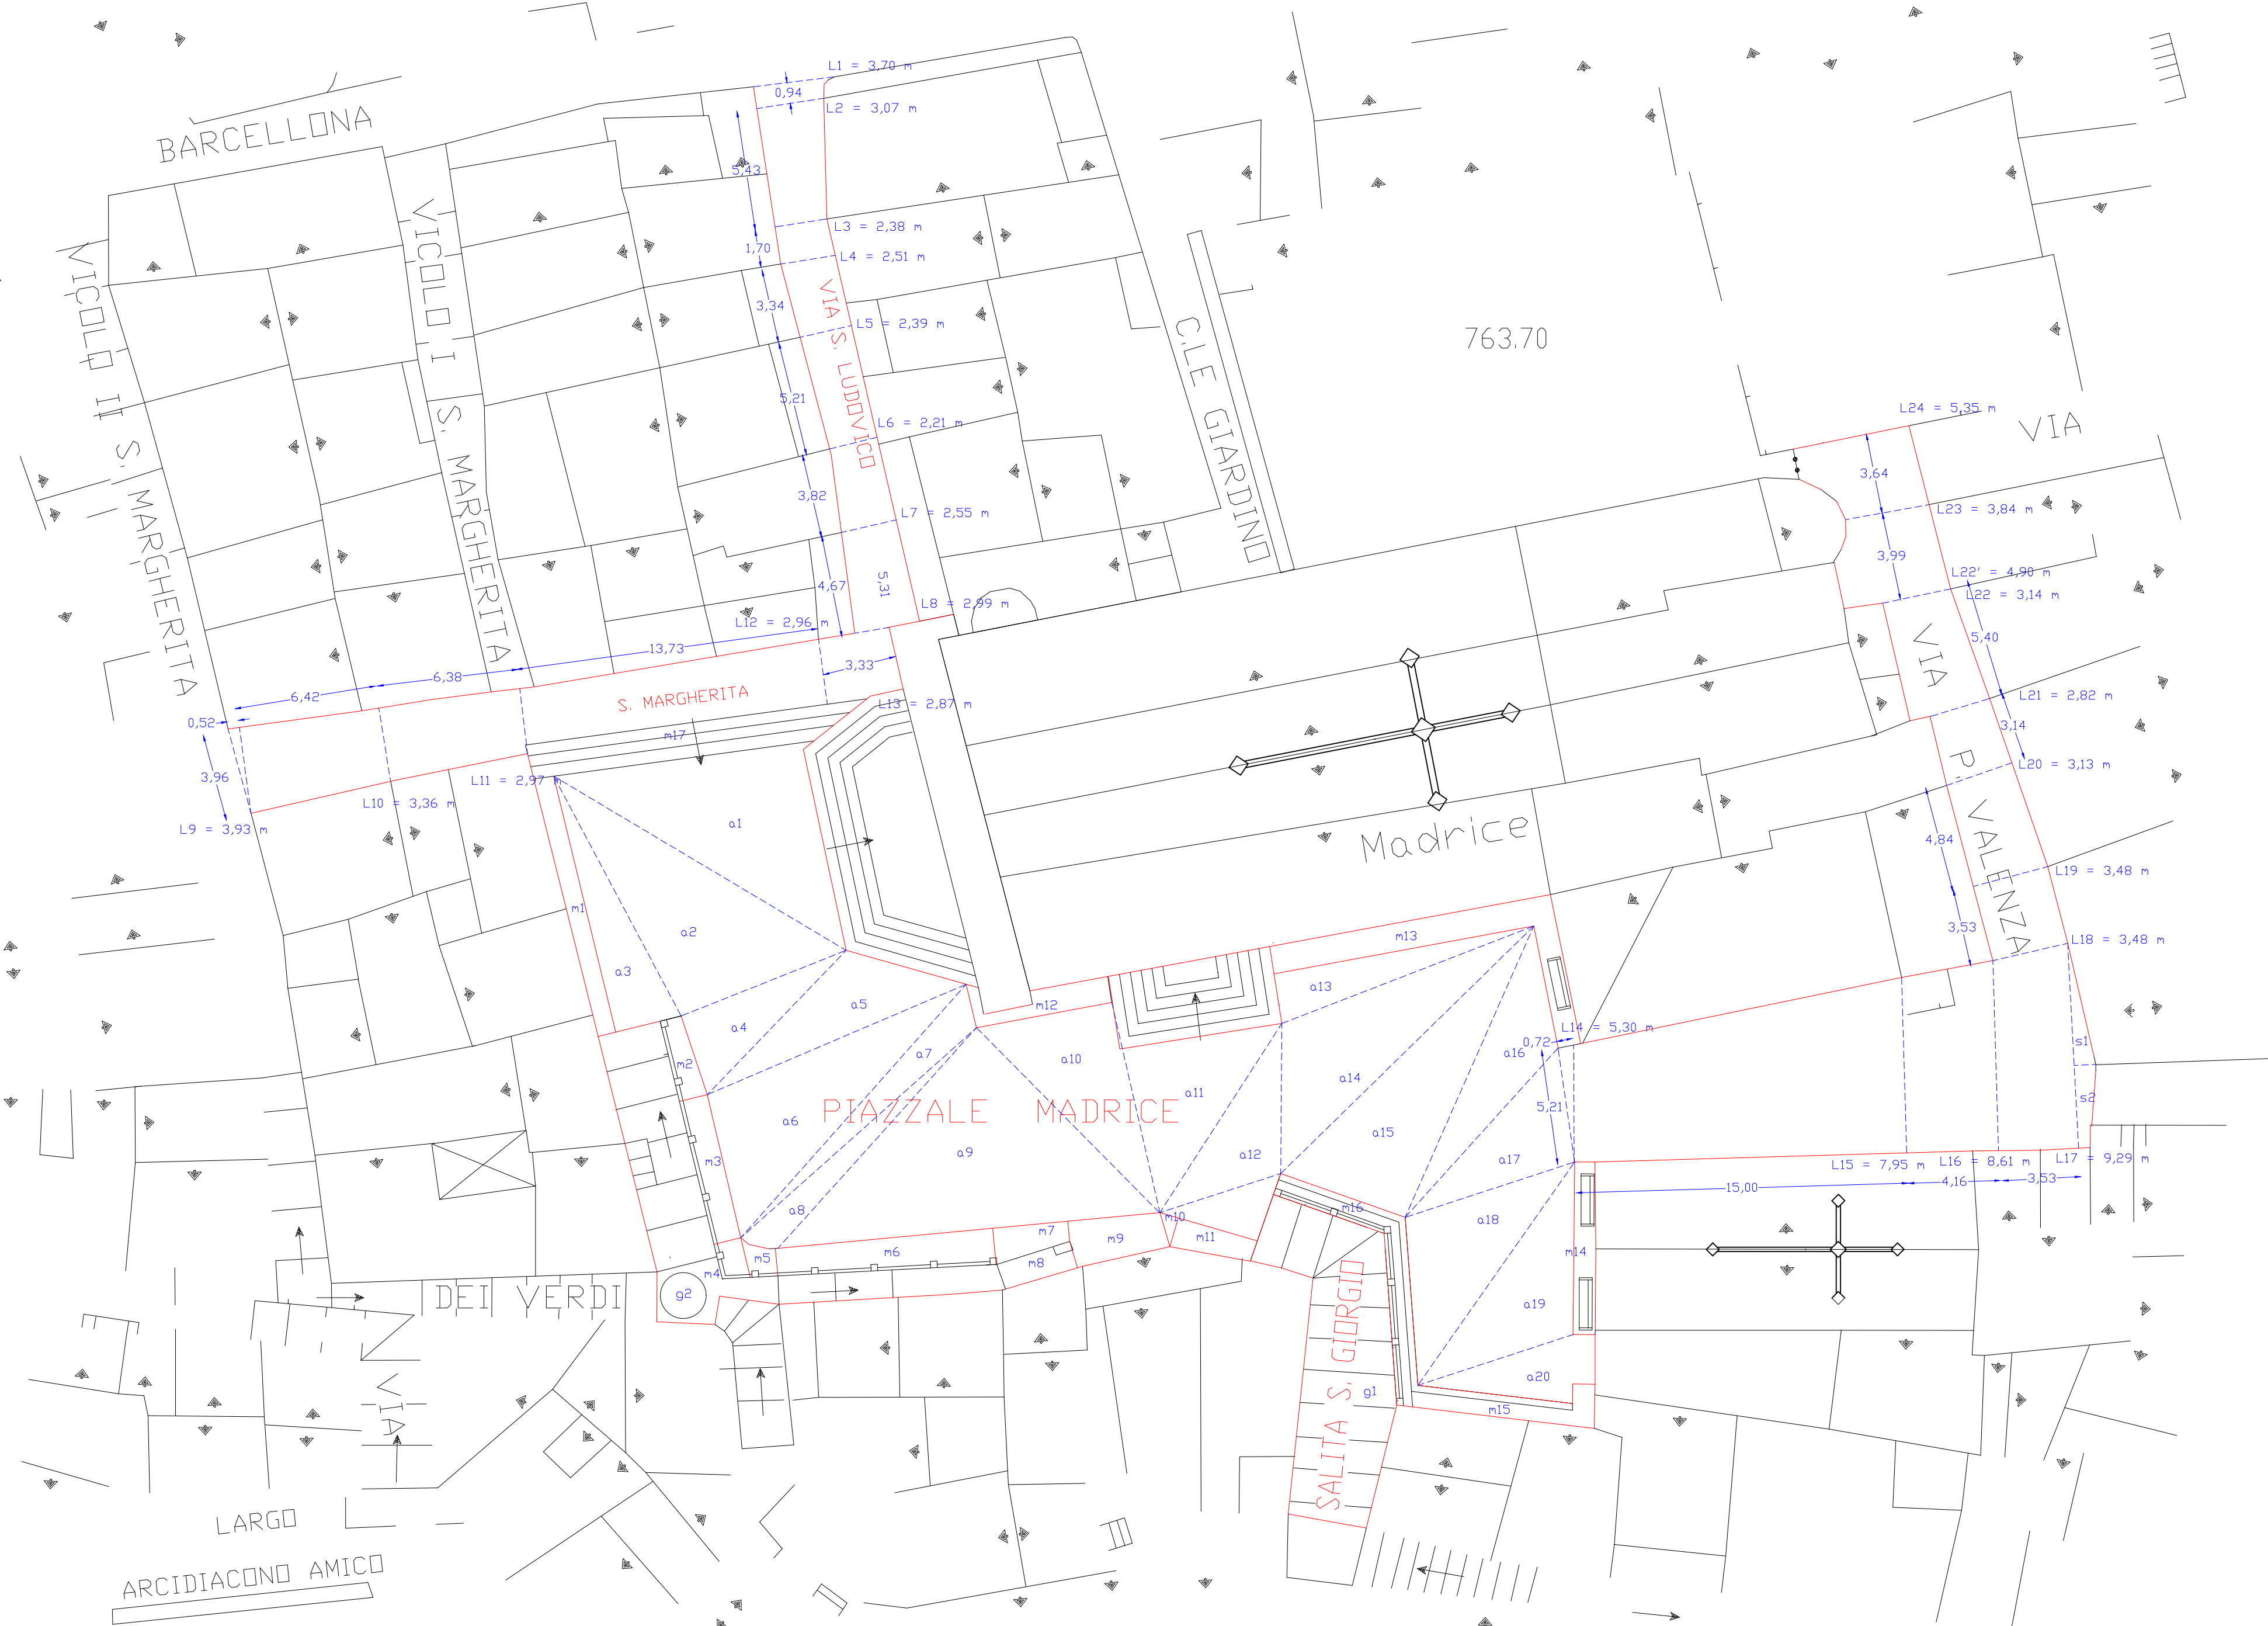 L1 = 3,70 m
0,94
L2 = 3,07 m
BARCELLONA
5,43
L3 = 2,38 m
1,70
L4 = 2,51 m
3,34
L5 = 2,39 m
VIA S. LUDOVICO
763.70
VICOLO II S. MARGHERITA
VICOLO I S. MARGHERITA
C.LE GIARDINO
5,21
L6 = 2,21 m
3,82
L7 = 2,55 m
4,67
5,31
L8 = 2,99 m
L12 = 2,96 m
13,73
3,33
6,38
6,42
0,52
S. MARGHERITA
L13 = 2,87 m
m17
3,96
L11 = 2,97 m
L10 = 3,36 m
L9 = 3,93 m
L24 = 5,35 m
VIA
3,64
L23 = 3,84 m
3,99
L22' = 4,90 m
L22 = 3,14 m
5,40
VIA P. VALENZA
L21 = 2,82 m
3,14
L20 = 3,13 m
4,84
L19 = 3,48 m
3,53
L18 = 3,48 m
Madrice
a1
a2
m1
a3
a4
a5
m2
a7
m12
m13
a13
a10
a11
a14
a16
0,72
L14 = 5,30 m
s1
5,21
s2
PIAZZALE MADRICE
a6
a9
a12
a15
a17
m3
L15 = 7,95 m
L16 = 8,61 m
L17 = 9,29 m
15,00
4,16
3,53
a8
m10
m16
a18
m7
m9
m11
m6
m5
m8
m14
m4
g2
DEI VERDI
a19
SALITA S. GIORGIO
g1
a20
m15
VIA
LARGO
ARCIDIACONO AMICO